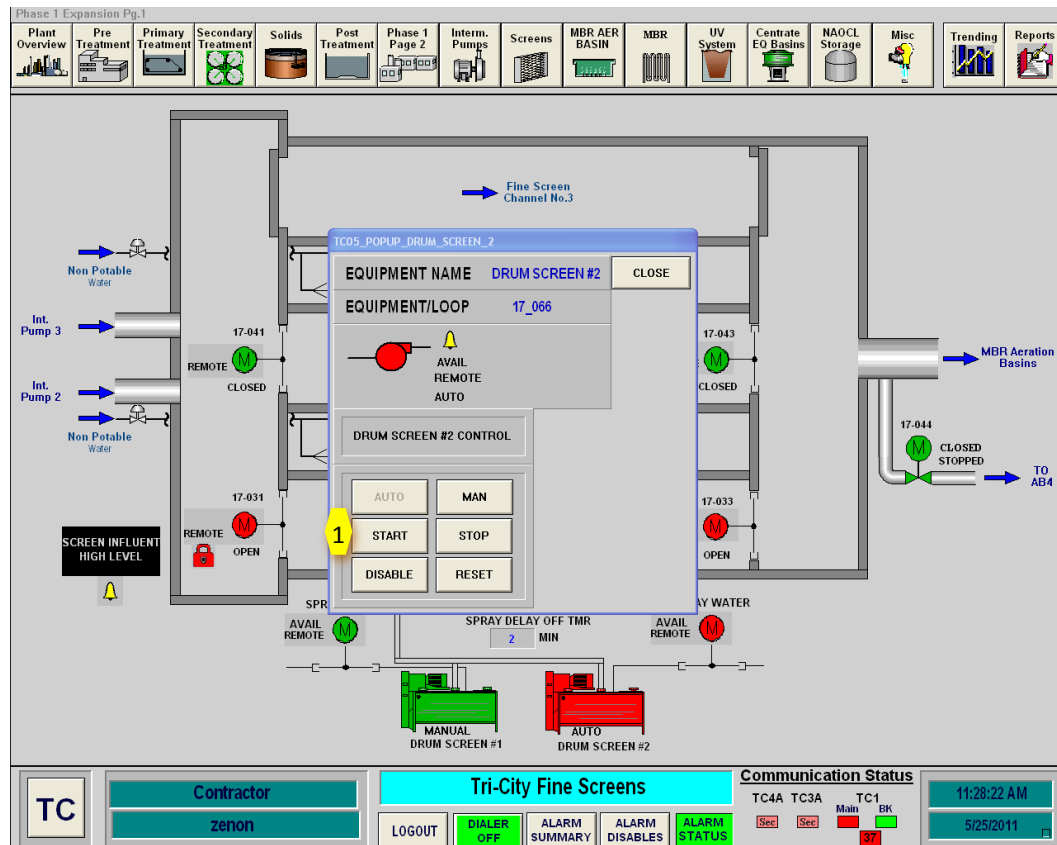 Phase 1 Expansion Pg.1
Plant
Overview
Pre
Treatment
Primary
Treatment
Secondary
Treatment
Solids
Post
Treatment
Phase 1
Page 2
Interm.
Pumps
Screens
MBR AER
BASIN
MBR
UV
System
Centrate
EQ Basins
NAOCL
Storage
Misc
Trending
Reports
Fine Screen
Channel No.3
Non Potable
Water
Int.
Pump 3
Int.
Pump 2
Non Potable
Water
17-041
REMOTE
M
CLOSED
17-031
REMOTE
M
OPEN
SCREEN INFLUENT
HIGH LEVEL
TC05_POPUP_DRUM_SCREEN_2
EQUIPMENT NAME DRUM SCREEN #2
CLOSE
EQUIPMENT/LOOP 17_066
AVAIL
REMOTE
AUTO
DRUM SCREEN #2 CONTROL
AUTO MAN
1
START STOP
DISABLE RESET
17-043
M
CLOSED
17-033
M
OPEN
MBR Aeration
Basins
17-044
M
CLOSED
STOPPED
TO
AB4
SPR
AVAIL
REMOTE
M
SPRAY DELAY OFF TMR
2 MIN
AY WATER
AVAIL
REMOTE
M
MANUAL
DRUM SCREEN #1
AUTO
DRUM SCREEN #2
TC
Contractor
zenon
Tri-City Fine Screens
LOGOUT
DIALER
OFF
ALARM
SUMMARY
ALARM
DISABLES
ALARM
STATUS
Communication Status
TC4A TC3A TC1
Main BK
Sec Sec
37
11:28:22 AM
5/25/2011